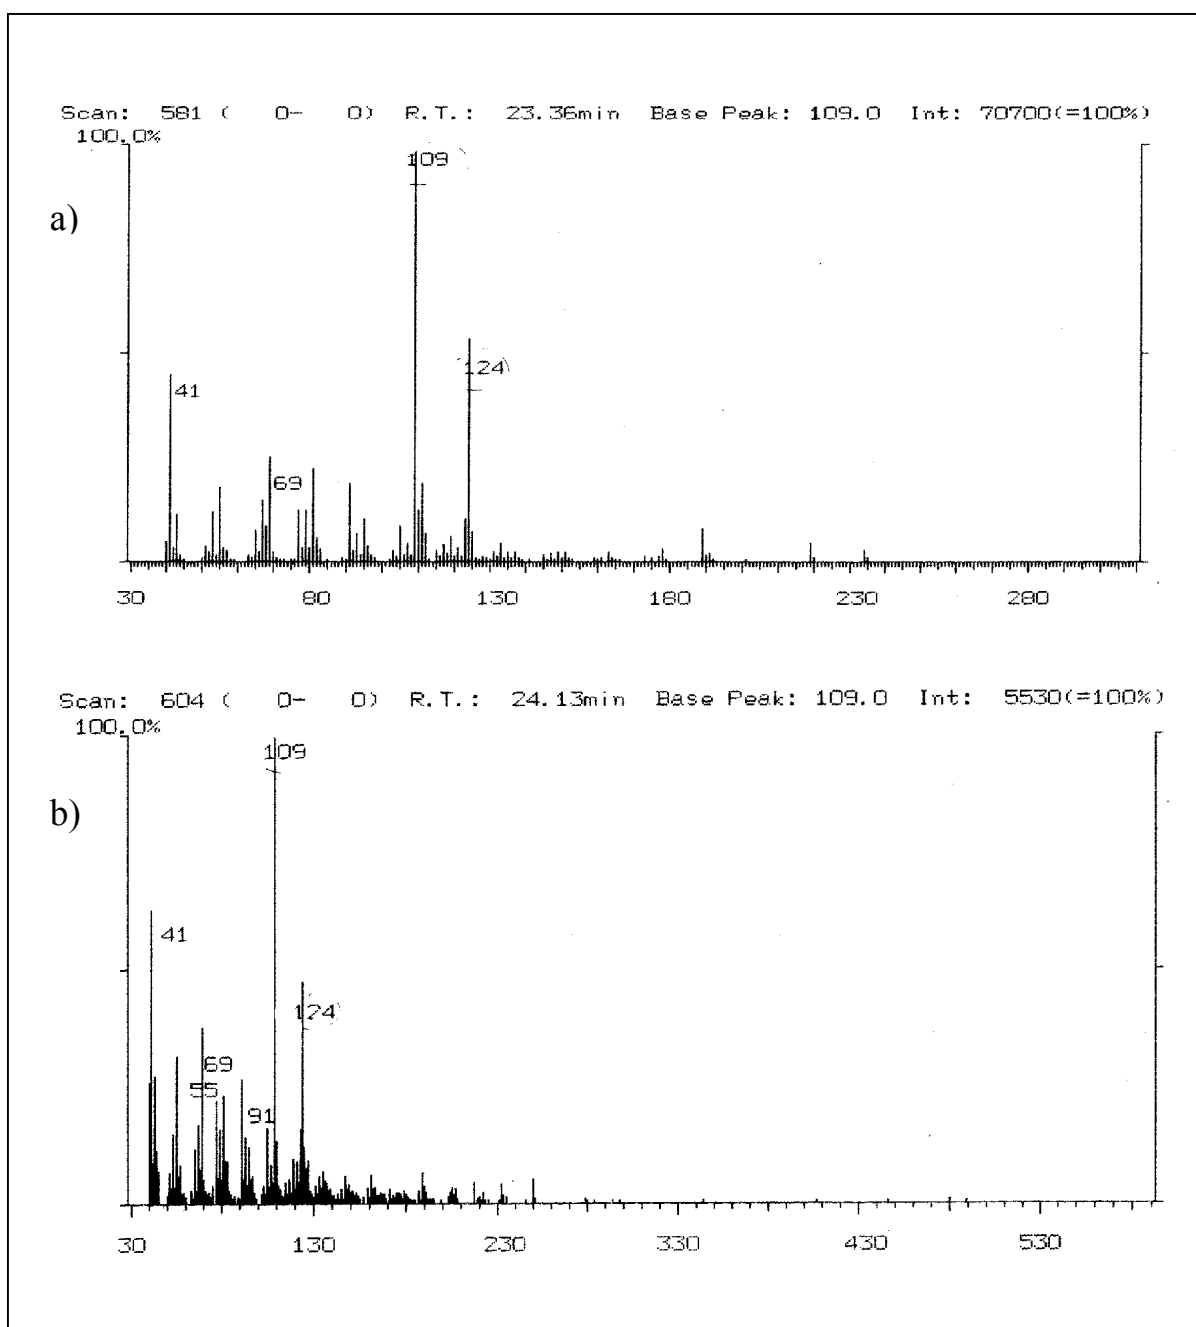 Scan: 581 ( 0- 0) R.T.: 23.36min Base Peak: 109.0 Int: 70700(=100%)
100.0%
109
a)
124
41
69
30 80 130 180 230 280
Scan: 604 ( 0- 0) R.T.: 24.13min Base Peak: 109.0 Int: 5530(=100%)
100.0%
109
b)
41
124
69
55
91
30 130 230 330 430 530